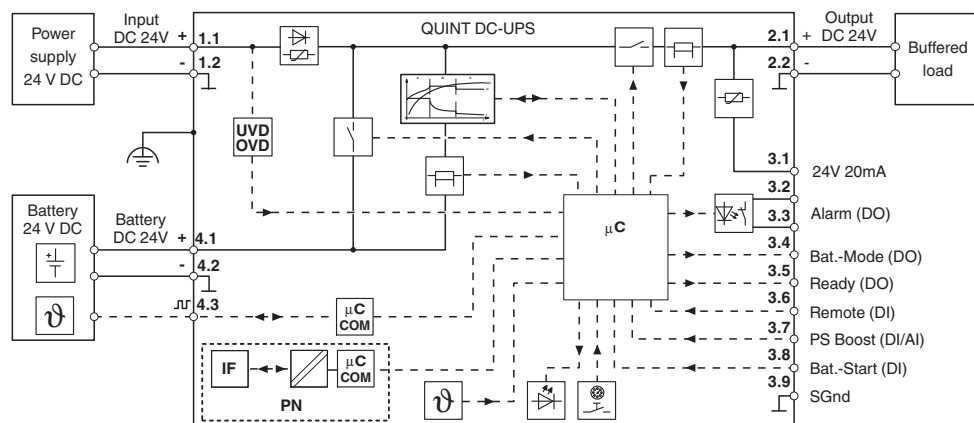 Power
supply
24 V DC
Input
DC 24V
+
1.1
-
1.2
QUINT DC-UPS
2.1
+
Output
DC 24V
2.2
-
Buffered
load
UVD
OVD
3.1
24V 20mA
3.2
3.3
Alarm (DO)
3.4
Bat.-Mode (DO)
3.5
Ready (DO)
3.6
Remote (DI)
3.7
PS Boost (DI/AI)
3.8
Bat.-Start (DI)
3.9
SGnd
µC
Battery
24 V DC
+
ϑ
Battery
DC 24V
+
4.1
-
4.2
4.3
µC
COM
IF
µC
COM
PN
ϑ